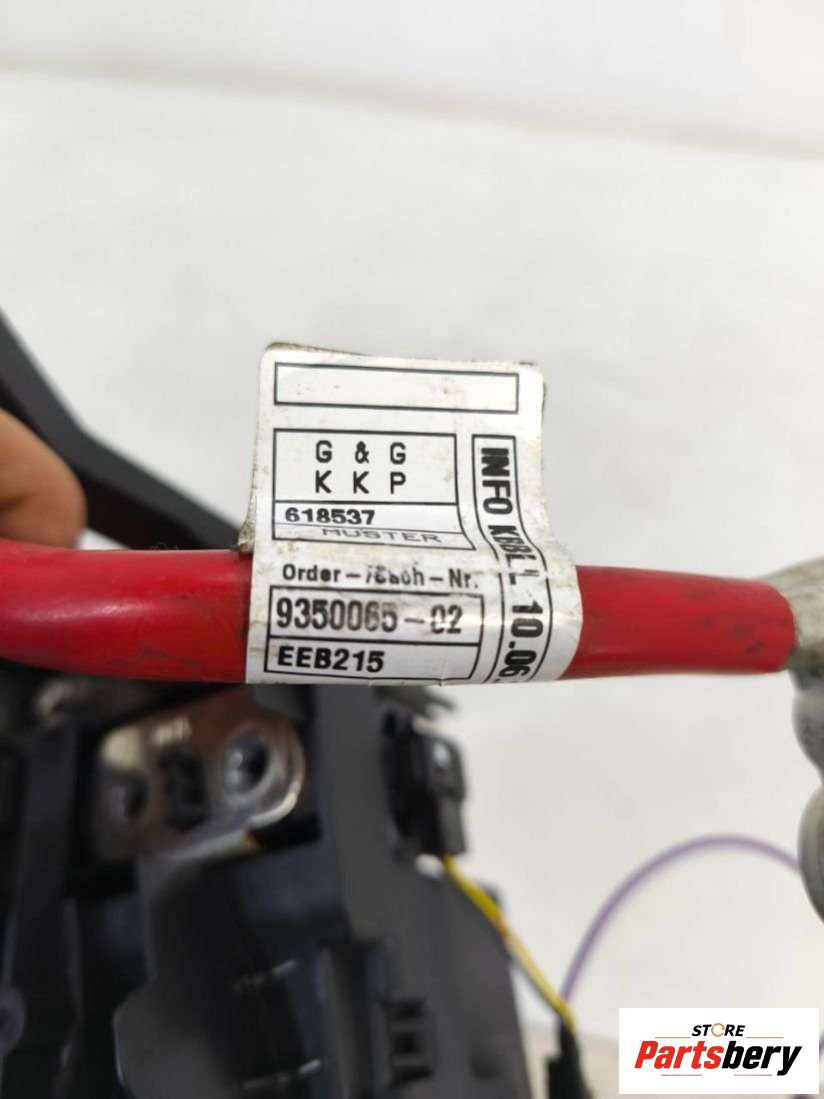 G & G
K K P
618537
MUSTER
Order-
9350065-02
EEB215
INFO
10.06
STORE
Partsbery